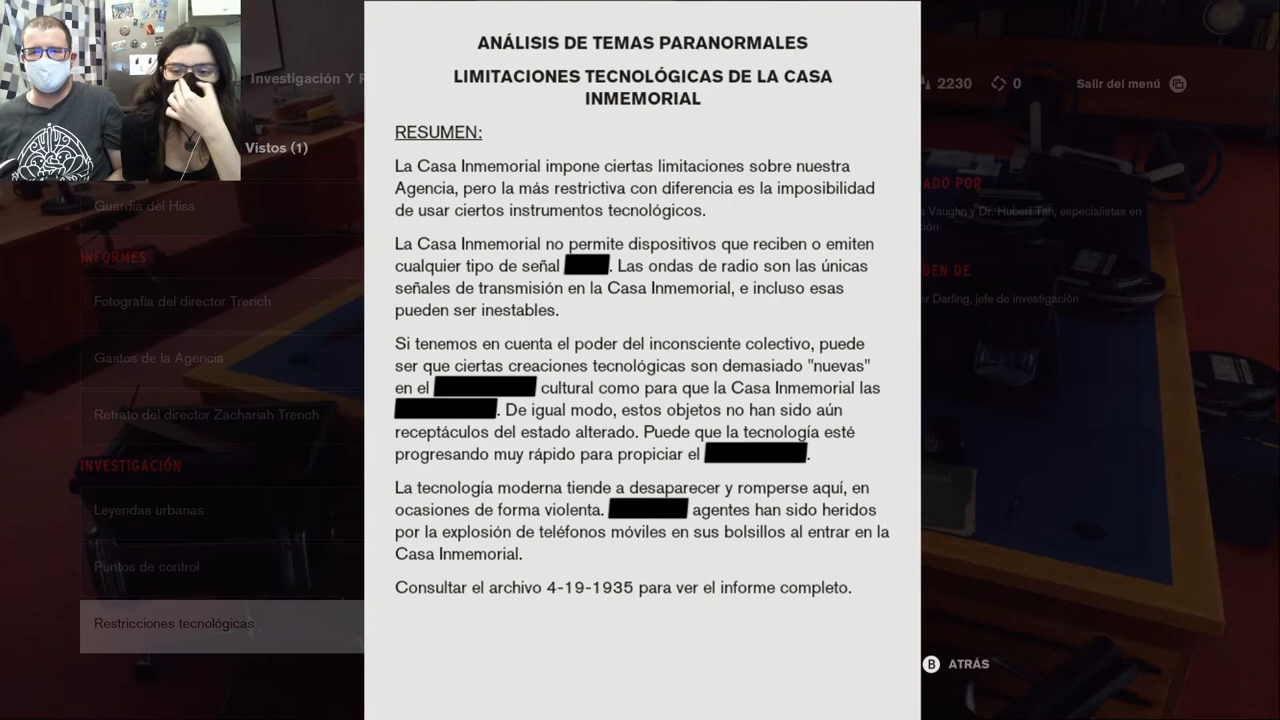 ANÁLISIS DE TEMAS PARANORMALES
LIMITACIONES TECNOLÓGICAS DE LA CASA
INMEMORIAL
RESUMEN:
La Casa Inmemorial impone ciertas limitaciones sobre nuestra
Agencia, pero la más restrictiva con diferencia es la imposibilidad
de usar ciertos instrumentos tecnológicos.
La Casa Inmemorial no permite dispositivos que reciben o emiten
cualquier tipo de señal . Las ondas de radio son las únicas
señales de transmisión en la Casa Inmemorial, e incluso esas
pueden ser inestables.
Si tenemos en cuenta el poder del inconsciente colectivo, puede
ser que ciertas creaciones tecnológicas son demasiado "nuevas"
en el cultural como para que la Casa Inmemorial las
. De igual modo, estos objetos no han sido aún
receptáculos del estado alterado. Puede que la tecnología esté
progresando muy rápido para propiciar el .
La tecnología moderna tiende a desaparecer y romperse aquí, en
ocasiones de forma violenta. agentes han sido heridos
por la explosión de teléfonos móviles en sus bolsillos al entrar en la
Casa Inmemorial.
Consultar el archivo 4-19-1935 para ver el informe completo.
Investigación Y
Vistos (1)
Guardia del Hiss
INFORMES
Fotografía del director Trench
Gastos de la Agencia
Retrato del director Zachariah Trench
INVESTIGACIÓN
Leyendas urbanas
Puntos de control
Restricciones tecnológicas
2230 0 Salir del menú
ADO POR
Vaughn y Dr. Hubert Tah, especialistas en
ción
DEN DE
er Darling, jefe de investigación
B ATRÁS